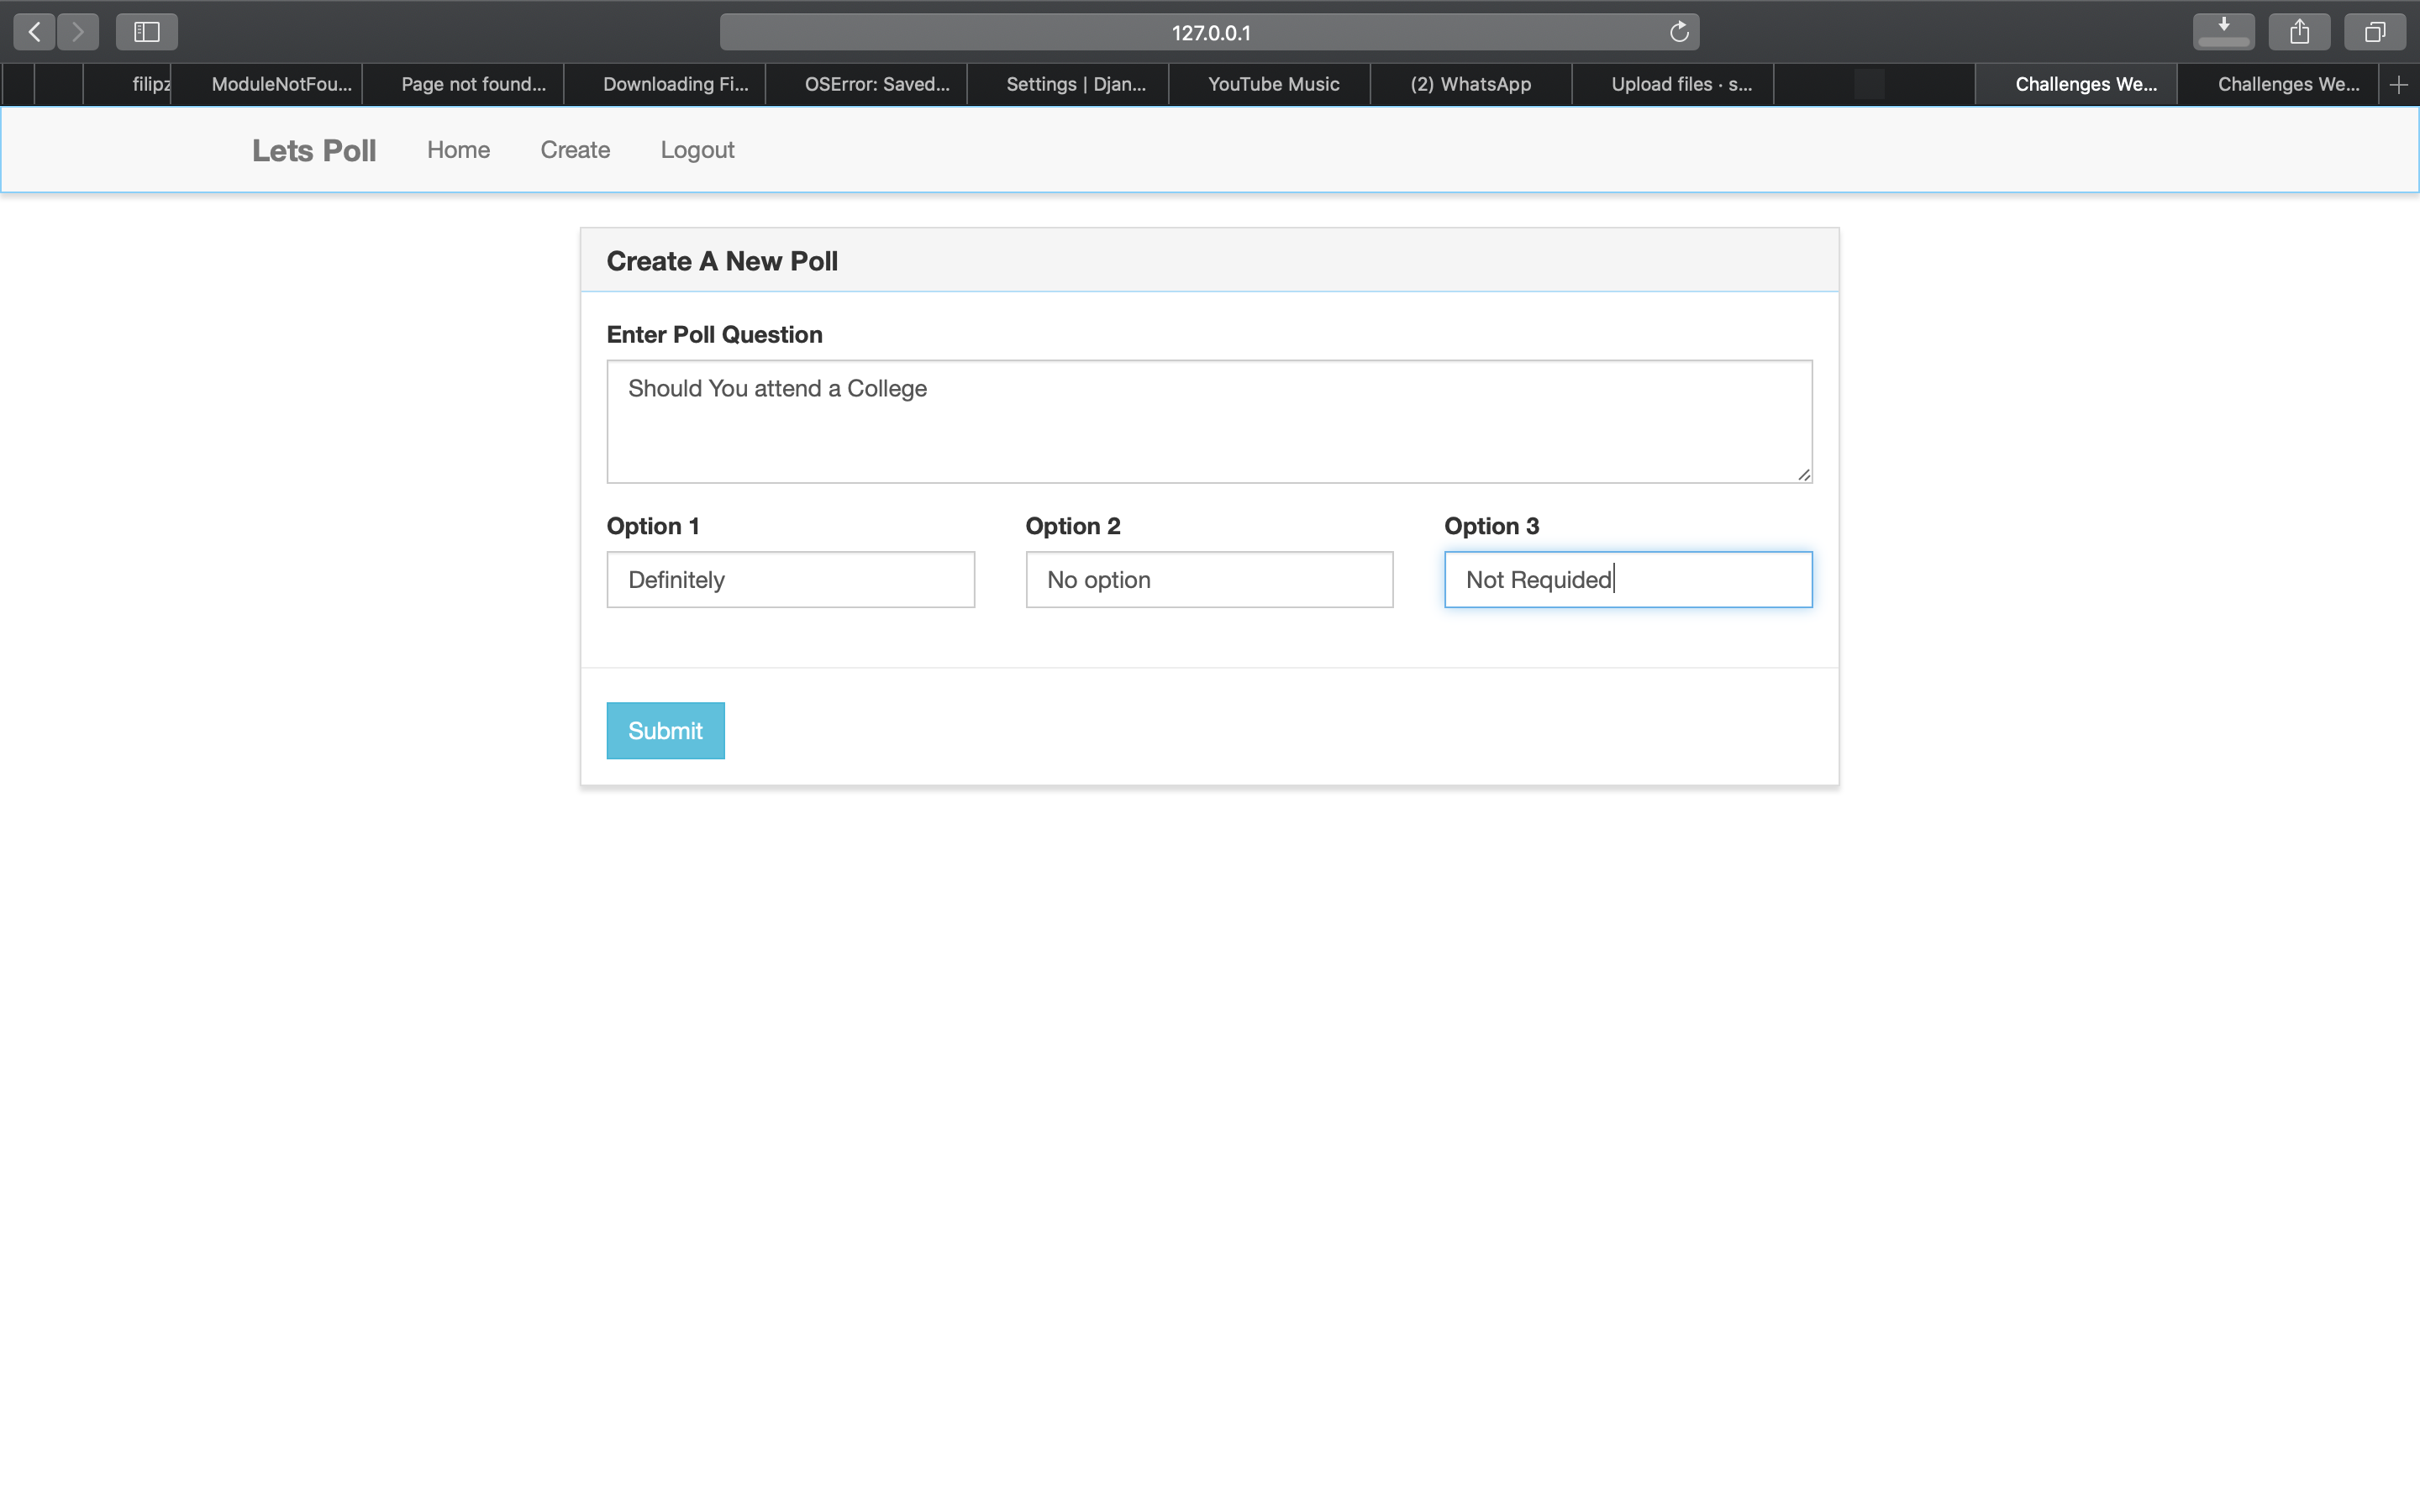 127.0.0.1
filipz ModuleNotFou... Page not found... Downloading Fi... OSError: Saved... Settings | Djan... YouTube Music (2) WhatsApp Upload files · s... Challenges We... Challenges We...
Lets Poll Home Create Logout
Create A New Poll
Enter Poll Question
Should You attend a College
Option 1 Option 2 Option 3
Definitely No option Not Requided
Submit